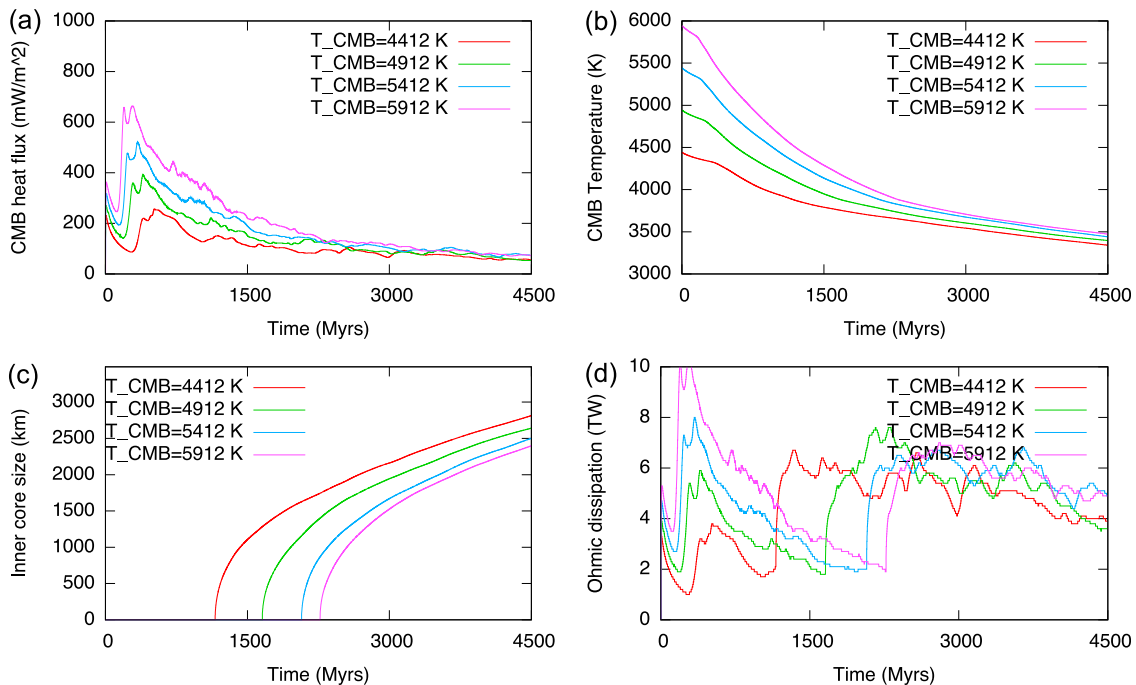 (a)
CMB heat flux (mW/m^2)
1000
800
600
400
200
0
T_CMB=4412 K
T_CMB=4912 K
T_CMB=5412 K
T_CMB=5912 K
0 1500 3000 4500
Time (Myrs)
(b)
CMB Temperature (K)
6000
5500
5000
4500
4000
3500
3000
T_CMB=4412 K
T_CMB=4912 K
T_CMB=5412 K
T_CMB=5912 K
0 1500 3000 4500
Time (Myrs)
(c)
Inner core size (km)
3000
2500
2000
1500
1000
500
0
T_CMB=4412 K
T_CMB=4912 K
T_CMB=5412 K
T_CMB=5912 K
0 1500 3000 4500
Time (Myrs)
(d)
Ohmic dissipation (TW)
10
8
6
4
2
0
T_CMB=4412 K
T_CMB=4912 K
T_CMB=5412 K
T_CMB=5912 K
0 1500 3000 4500
Time (Myrs)